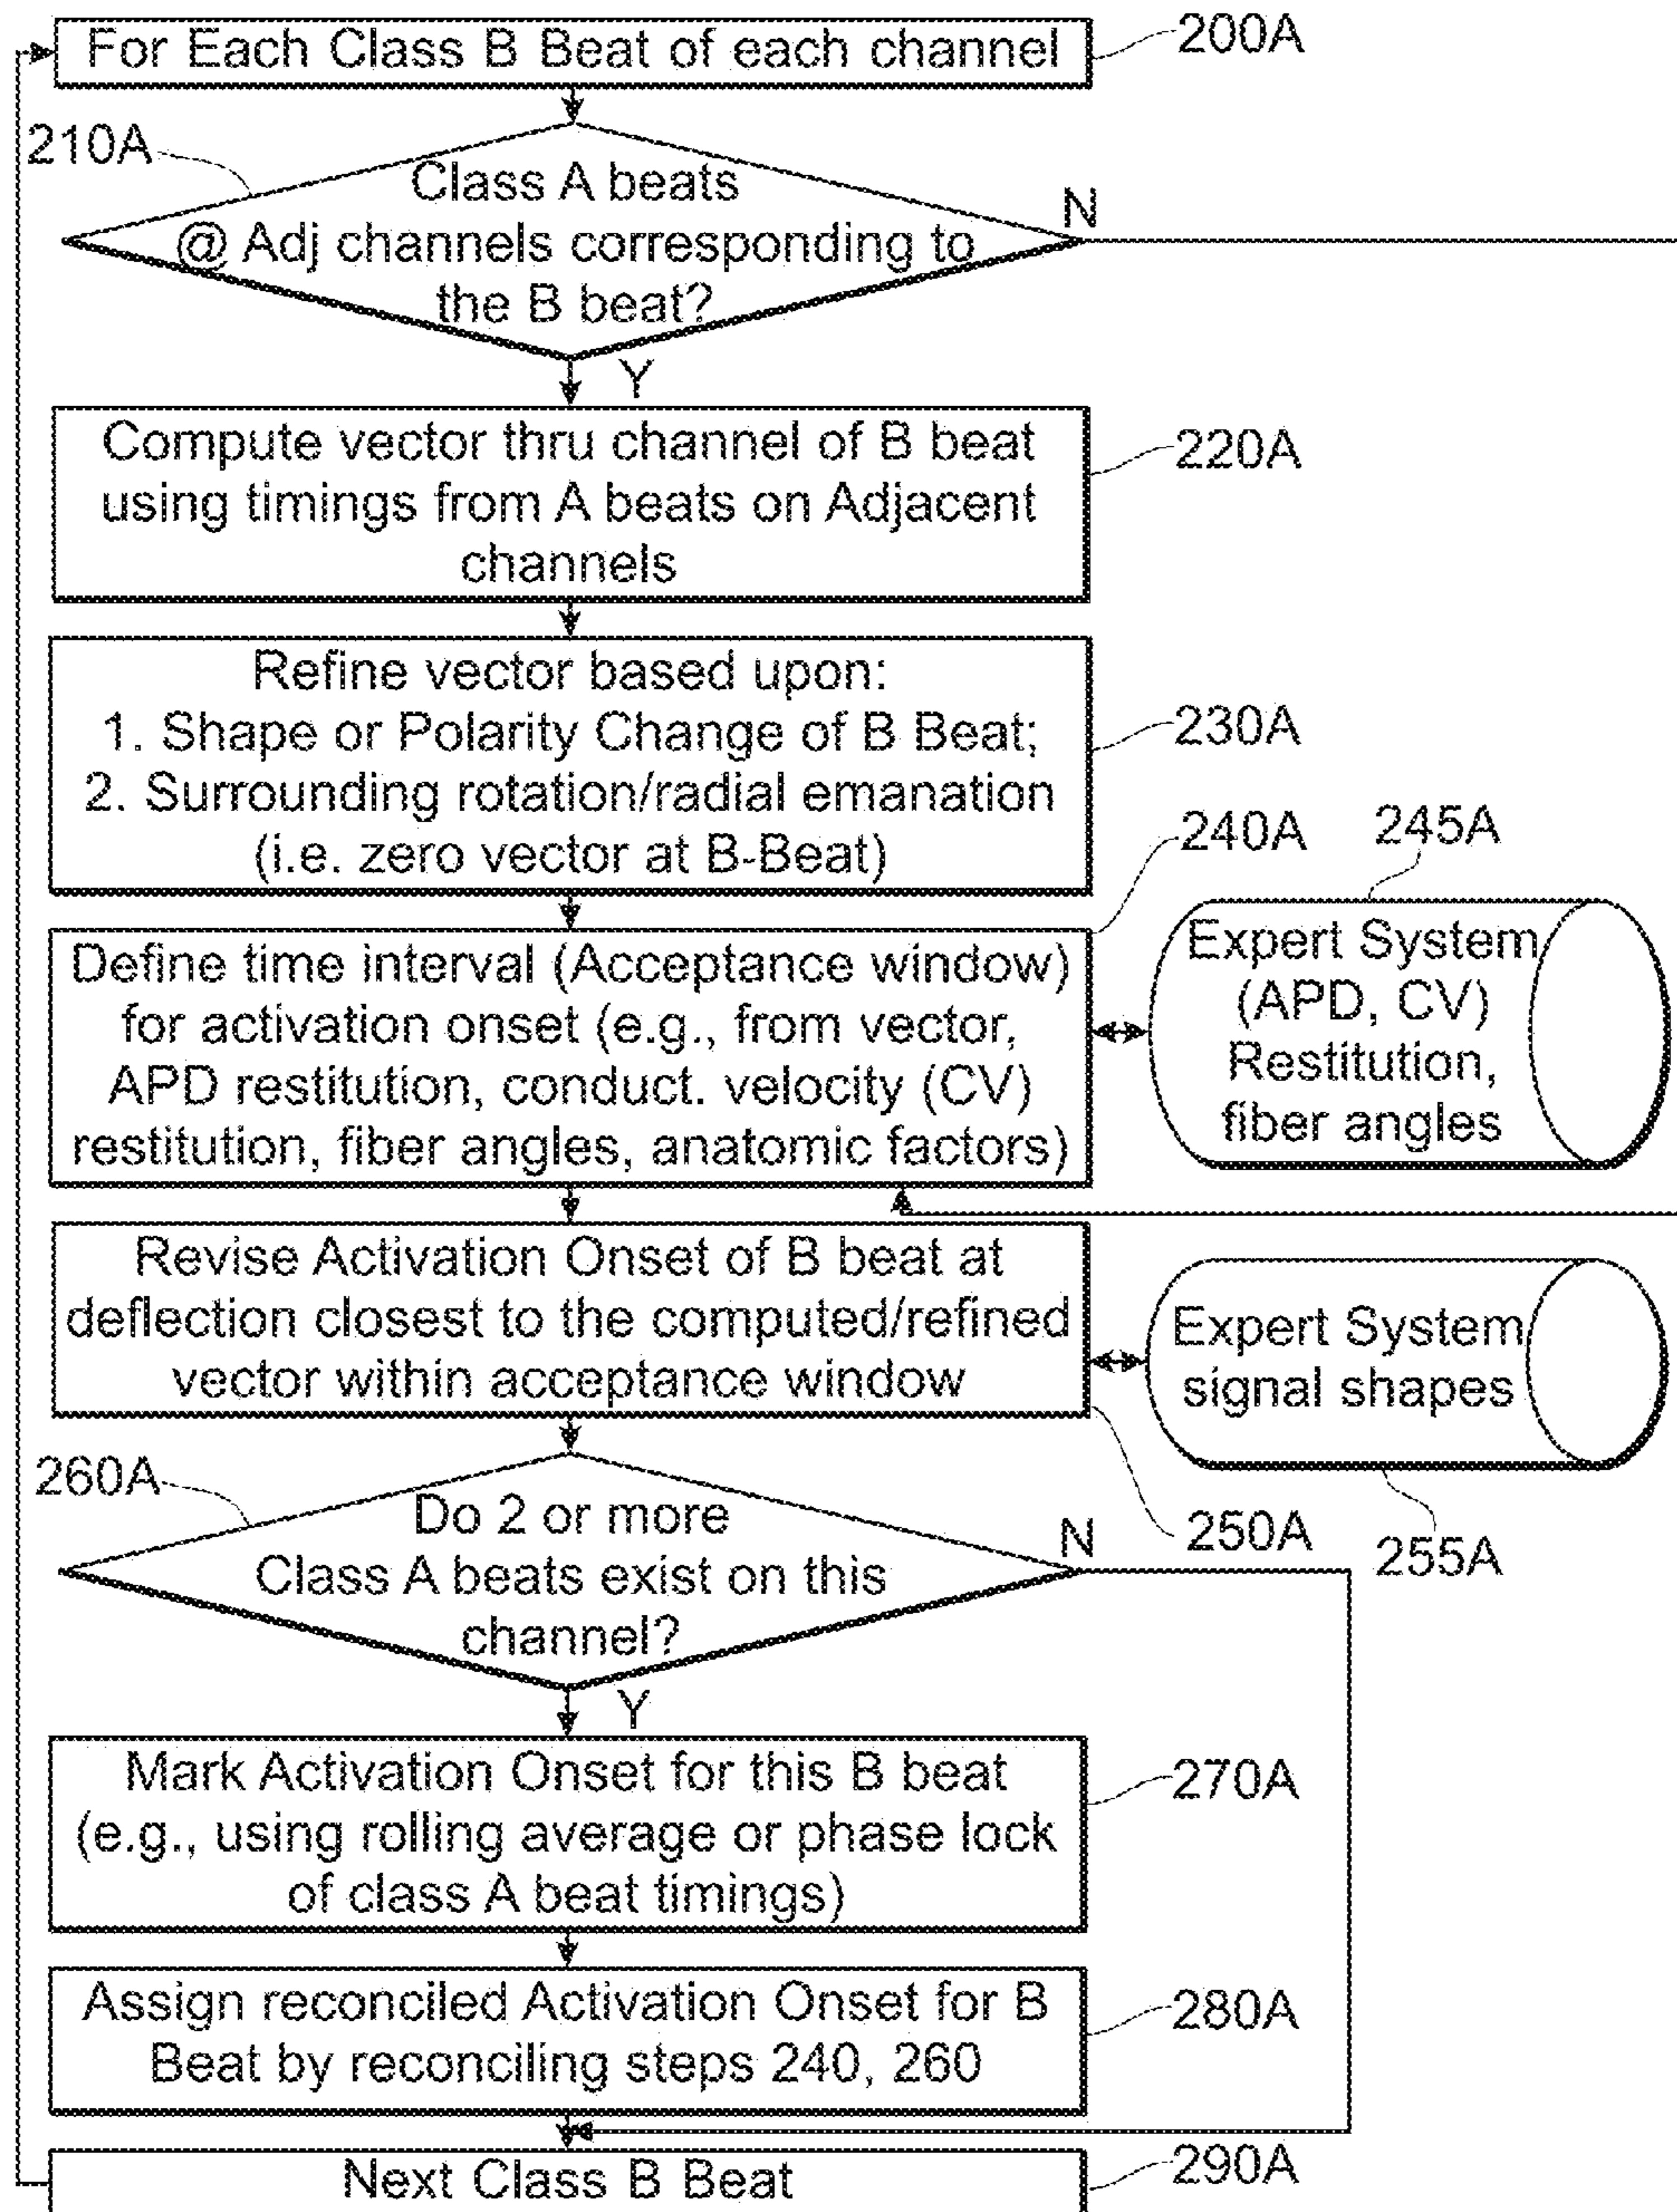 For Each Class B Beat of each channel
200A
210A
Class A beats
@ Adj channels corresponding to
the B beat?
N
Y
Compute vector thru channel of B beat
using timings from A beats on Adjacent
channels
220A
Refine vector based upon:
1. Shape or Polarity Change of B Beat;
2. Surrounding rotation/radial emanation
(i.e. zero vector at B-Beat)
230A
240A
245A
Define time interval (Acceptance window)
for activation onset (e.g., from vector,
APD restitution, conduct. velocity (CV)
restitution, fiber angles, anatomic factors)
Expert System
(APD, CV)
Restitution,
fiber angles
Revise Activation Onset of B beat at
deflection closest to the computed/refined
vector within acceptance window
Expert System
signal shapes
250A
255A
260A
Do 2 or more
Class A beats exist on this
channel?
N
Y
Mark Activation Onset for this B beat
(e.g., using rolling average or phase lock
of class A beat timings)
270A
Assign reconciled Activation Onset for B
Beat by reconciling steps 240, 260
280A
Next Class B Beat
290A